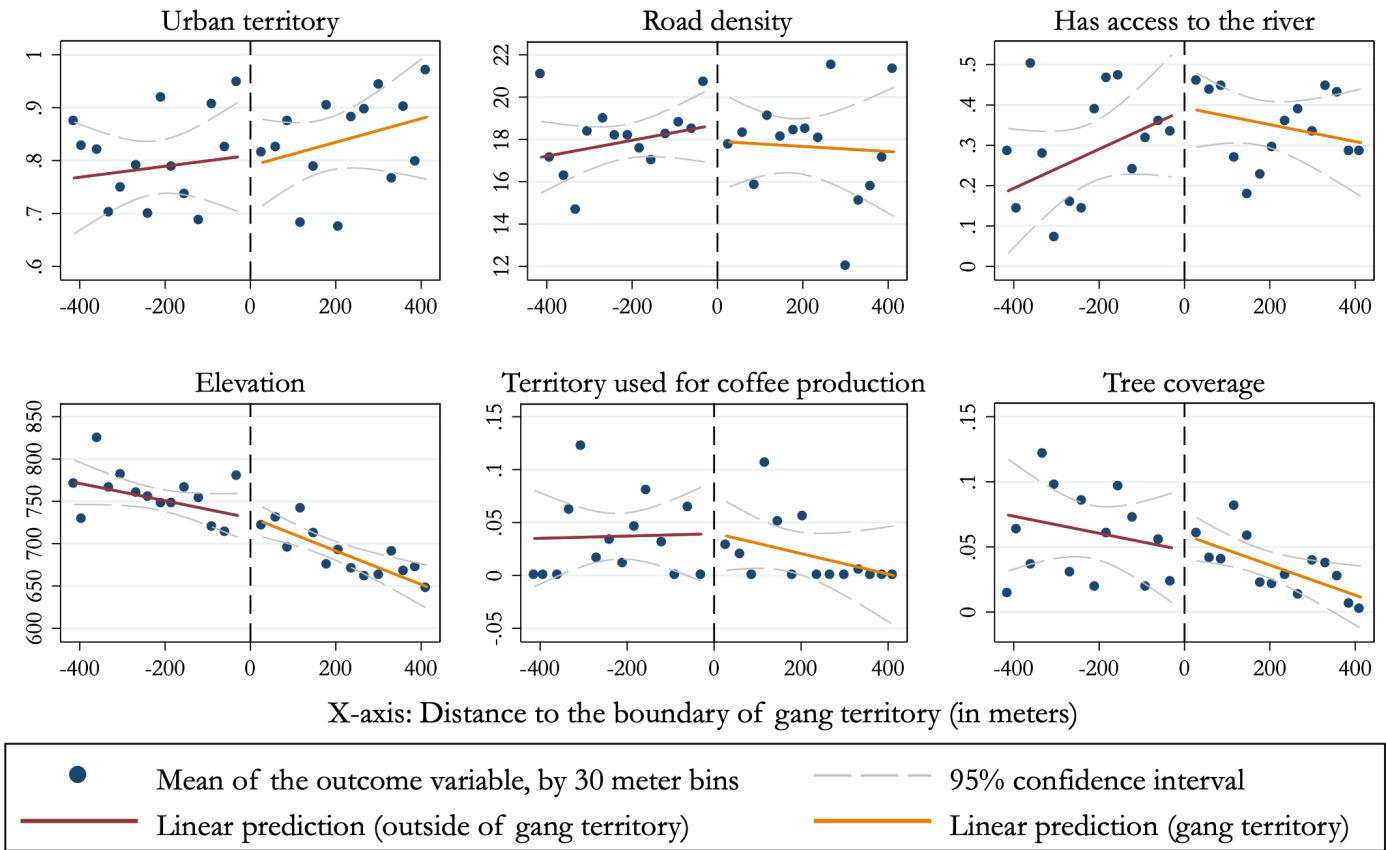 Urban territory
1
.9
.8
.7
.6
-400 -200 0 200 400
Road density
22
20
18
16
14
12
-400 -200 0 200 400
Has access to the river
.5
.4
.3
.2
.1
0
-400 -200 0 200 400
Elevation
850
800
750
700
650
600
-400 -200 0 200 400
Territory used for coffee production
.15
.1
.05
0
-.05
-400 -200 0 200 400
Tree coverage
.15
.1
.05
0
-400 -200 0 200 400
X-axis: Distance to the boundary of gang territory (in meters)
Mean of the outcome variable, by 30 meter bins
95% confidence interval
Linear prediction (outside of gang territory)
Linear prediction (gang territory)